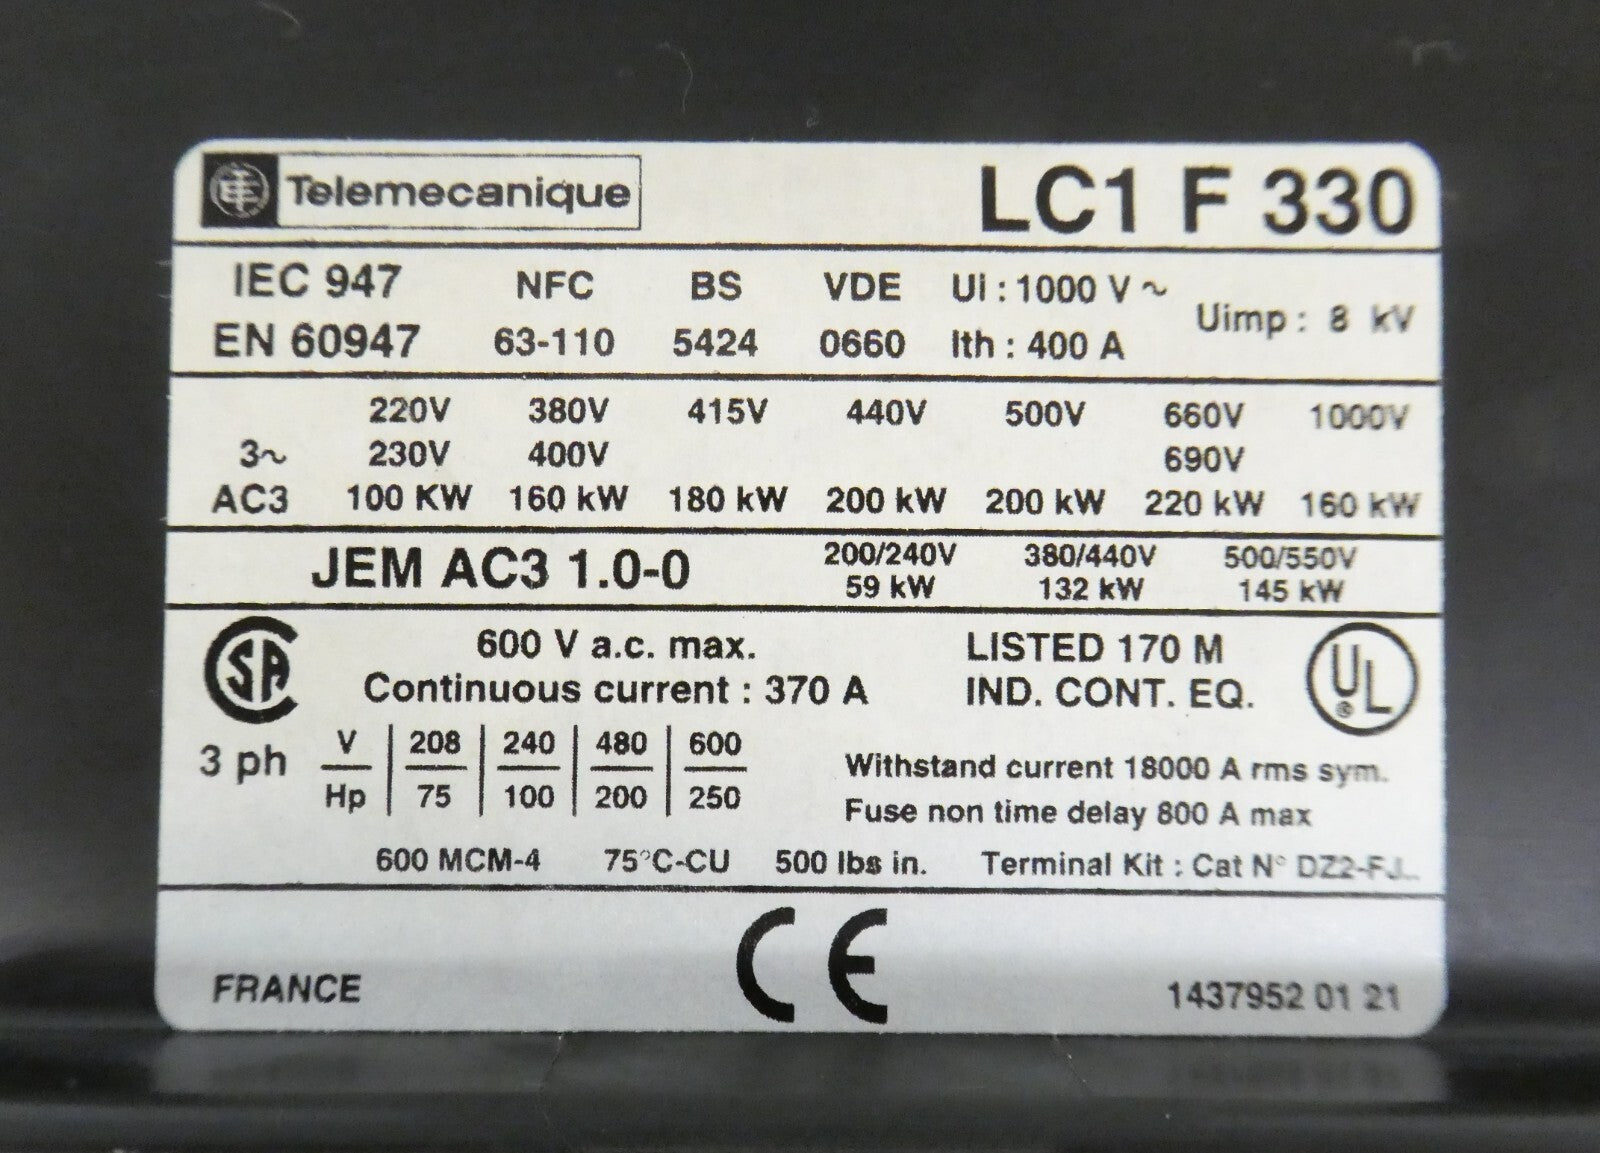 Telemecanique LC1 F 330
IEC 947 NFC BS VDE Ui : 1000 V ~
EN 60947 63-110 5424 0660 Ith : 400 A Uimp : 8 kV
220V 380V 415V 440V 500V 660V 1000V
3~ 230V 400V 690V
AC3 100 KW 160 kW 180 kW 200 kW 200 kW 220 kW 160 kW
JEM AC3 1.0-0 200/240V 380/440V 500/550V
59 kW 132 kW 145 kW
SA 600 V a.c. max. LISTED 170 M UL ®
Continuous current : 370 A IND. CONT. EQ.
3 ph V 208 240 480 600
Hp 75 100 200 250
Withstand current 18000 A rms sym.
Fuse non time delay 800 A max
600 MCM-4 75°C-CU 500 lbs in. Terminal Kit : Cat N° DZ2-FJ..
CE
FRANCE 1437952 01 21